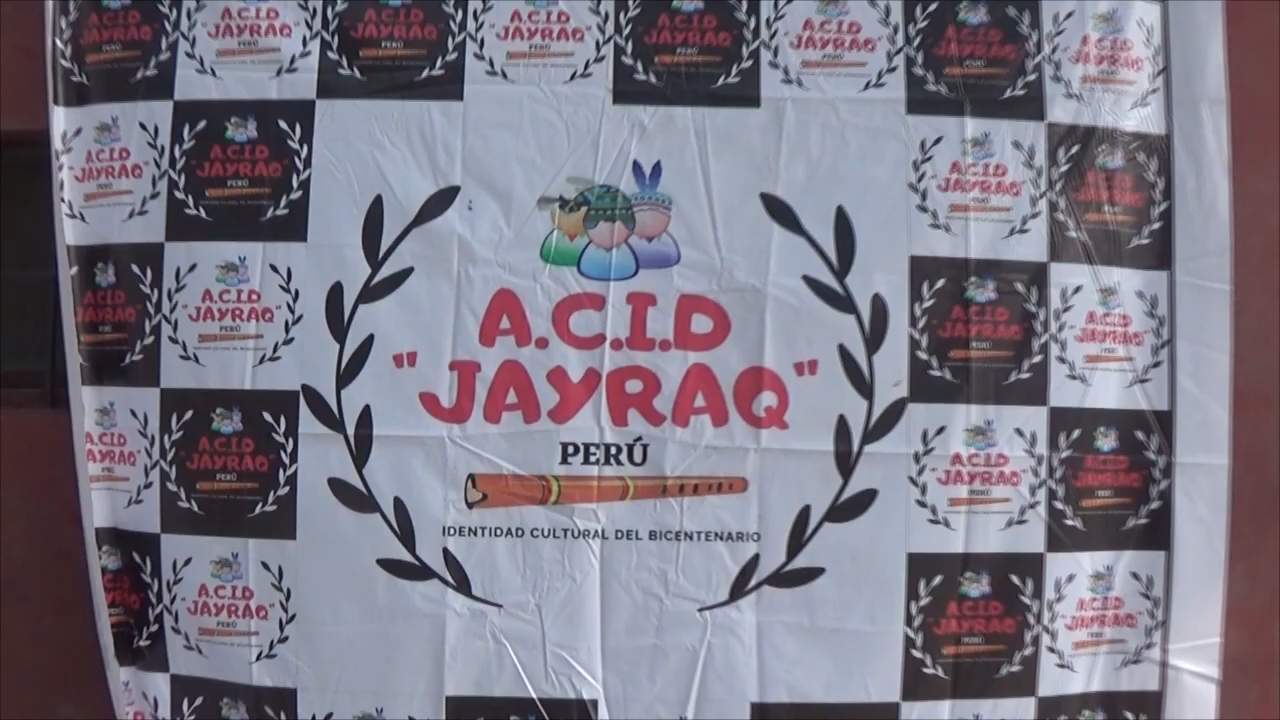 A.C.I.D
"JAYRAQ"
PERÚ
IDENTIDAD CULTURAL DEL BICENTENARIO